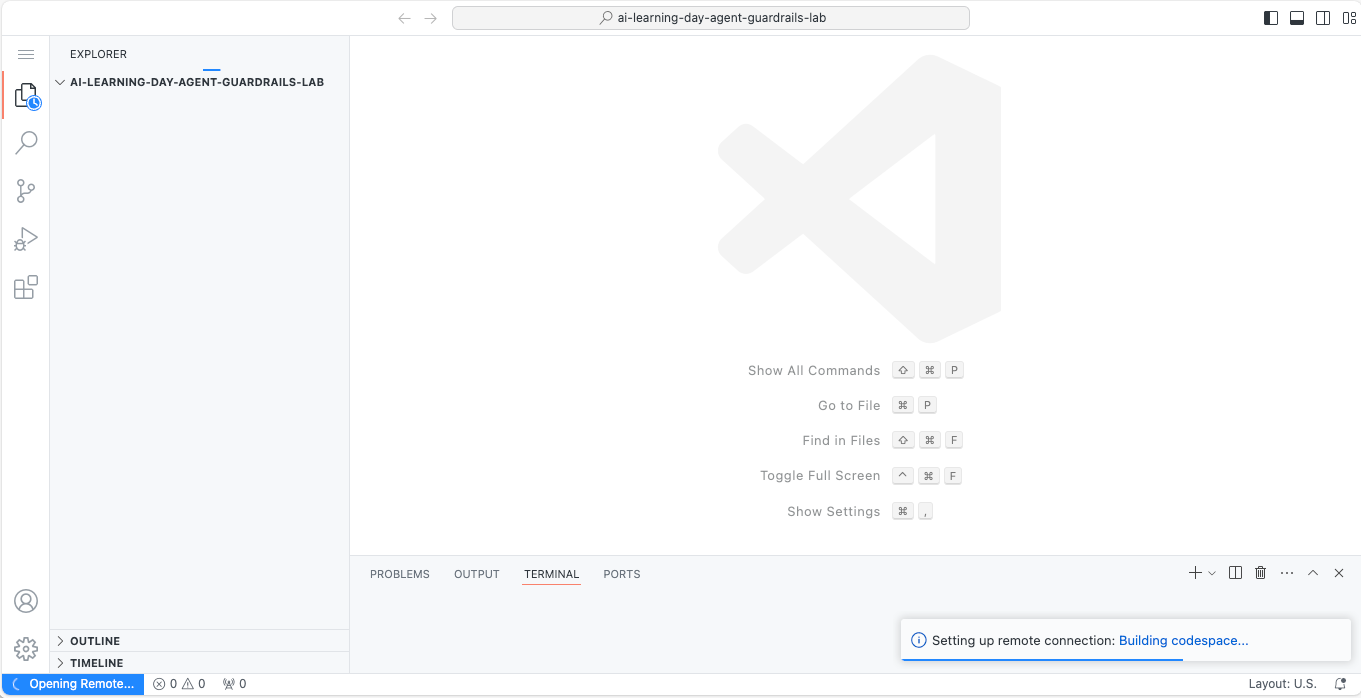 ai-learning-day-agent-guardrails-lab
EXPLORER
AI-LEARNING-DAY-AGENT-GUARDRAILS-LAB
Show All Commands ⇧ ⌘ P
Go to File ⌘ P
Find in Files ⇧ ⌘ F
Toggle Full Screen ^ ⌘ F
Show Settings ⌘ ,
PROBLEMS OUTPUT TERMINAL PORTS
Setting up remote connection: Building codespace...
OUTLINE
TIMELINE
Opening Remote... 0 0 0 Layout: U.S.